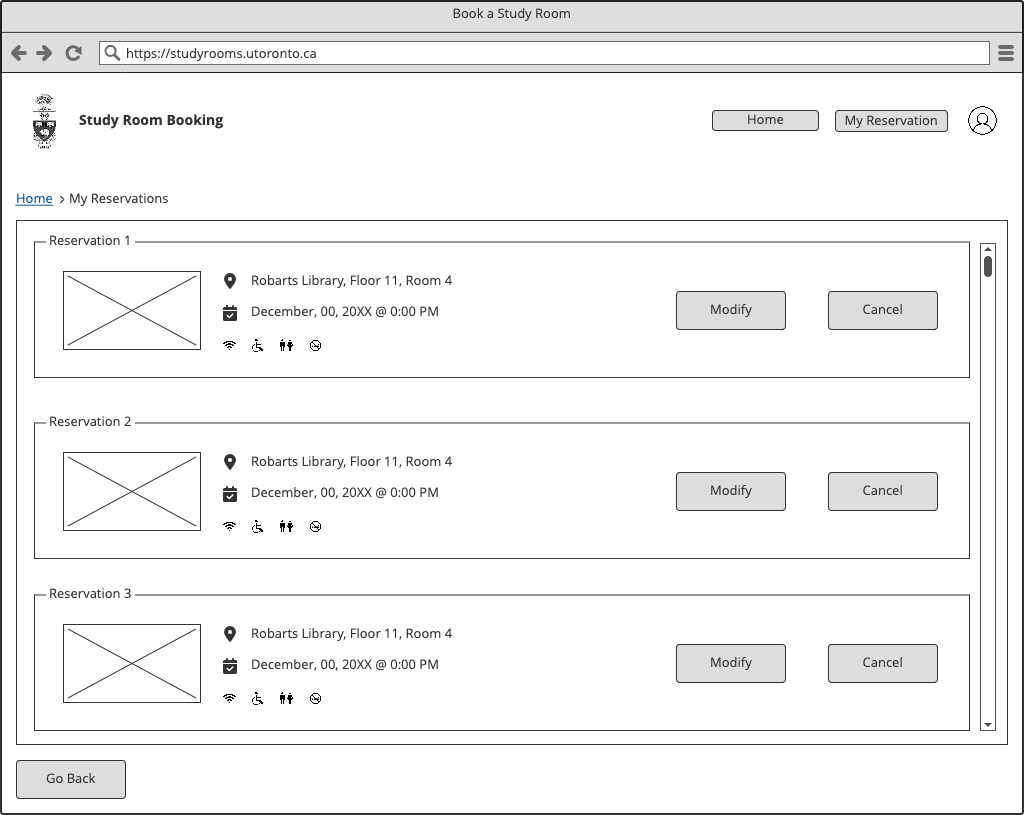 Book a Study Room
https://studyrooms.utoronto.ca
Study Room Booking
Home
My Reservation
Home > My Reservations
Reservation 1
Robarts Library, Floor 11, Room 4
December, 00, 20XX @ 0:00 PM
Modify
Cancel
Reservation 2
Robarts Library, Floor 11, Room 4
December, 00, 20XX @ 0:00 PM
Modify
Cancel
Reservation 3
Robarts Library, Floor 11, Room 4
December, 00, 20XX @ 0:00 PM
Modify
Cancel
Go Back